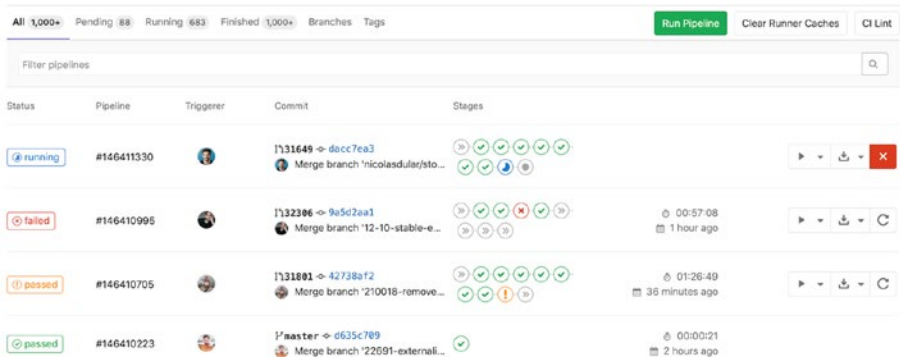 All 1,000+ Pending 88 Running 683 Finished 1,000+ Branches Tags Run Pipeline Clear Runner Caches CI Lint
Filter pipelines
Status Pipeline Triggerer Commit Stages
running #146411330 31649 dacc7ea3
Merge branch 'nicolasdular/sto...
failed #146410995 32306 9a5d2aa1 00:57:08
Merge branch '12-10-stable-e... 1 hour ago
passed #146410705 31801 42738af2 01:26:49
Merge branch '210018-remove... 36 minutes ago
passed #146410223 master d635c709 00:00:21
Merge branch '22691-externali... 2 hours ago